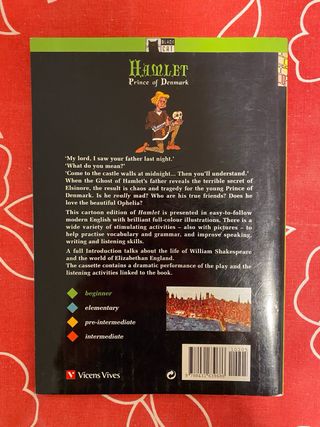 BLACK
CAT
HAMLET
Prince of Denmark
'My lord, I saw your father last night.'
'What do you mean?'
'Come to the castle walls at midnight... Then you'll understand.'
When the Ghost of Hamlet's father reveals the terrible secret of
Elsinore, the result is chaos and tragedy for the young Prince of
Denmark. Is he really mad? Who are his true friends? Does he
love the beautiful Ophelia?
This cartoon edition of Hamlet is presented in easy-to-follow
modern English with brilliant full-colour illustrations. There is a
wide variety of stimulating activities – also with pictures – to
help practise vocabulary and grammar, and improve speaking,
writing and listening skills.
A full Introduction talks about the life of William Shakespeare
and the world of Elizabethan England.
The cassette contains a dramatic performance of the play and the
listening activities linked to the book.
beginner
elementary
pre-intermediate
intermediate
Vicens Vives